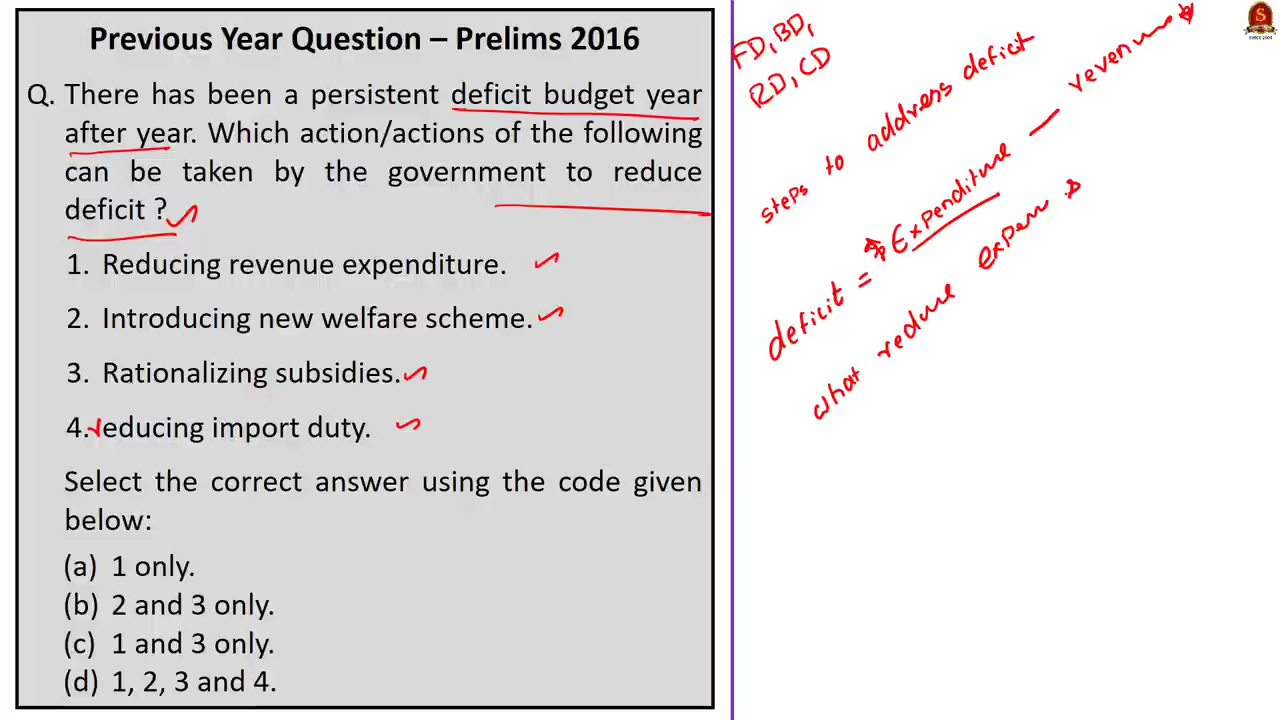 Previous Year Question – Prelims 2016
Q. There has been a persistent deficit budget year
after year. Which action/actions of the following
can be taken by the government to reduce
deficit ?
1. Reducing revenue expenditure.
2. Introducing new welfare scheme.
3. Rationalizing subsidies.
4. reducing import duty.
Select the correct answer using the code given
below:
(a) 1 only.
(b) 2 and 3 only.
(c) 1 and 3 only.
(d) 1, 2, 3 and 4.
FD, BD,
RD, CD
steps to address deficit
deficit = Expenditure – revenue
what reduce expen
S
SINCE 2004